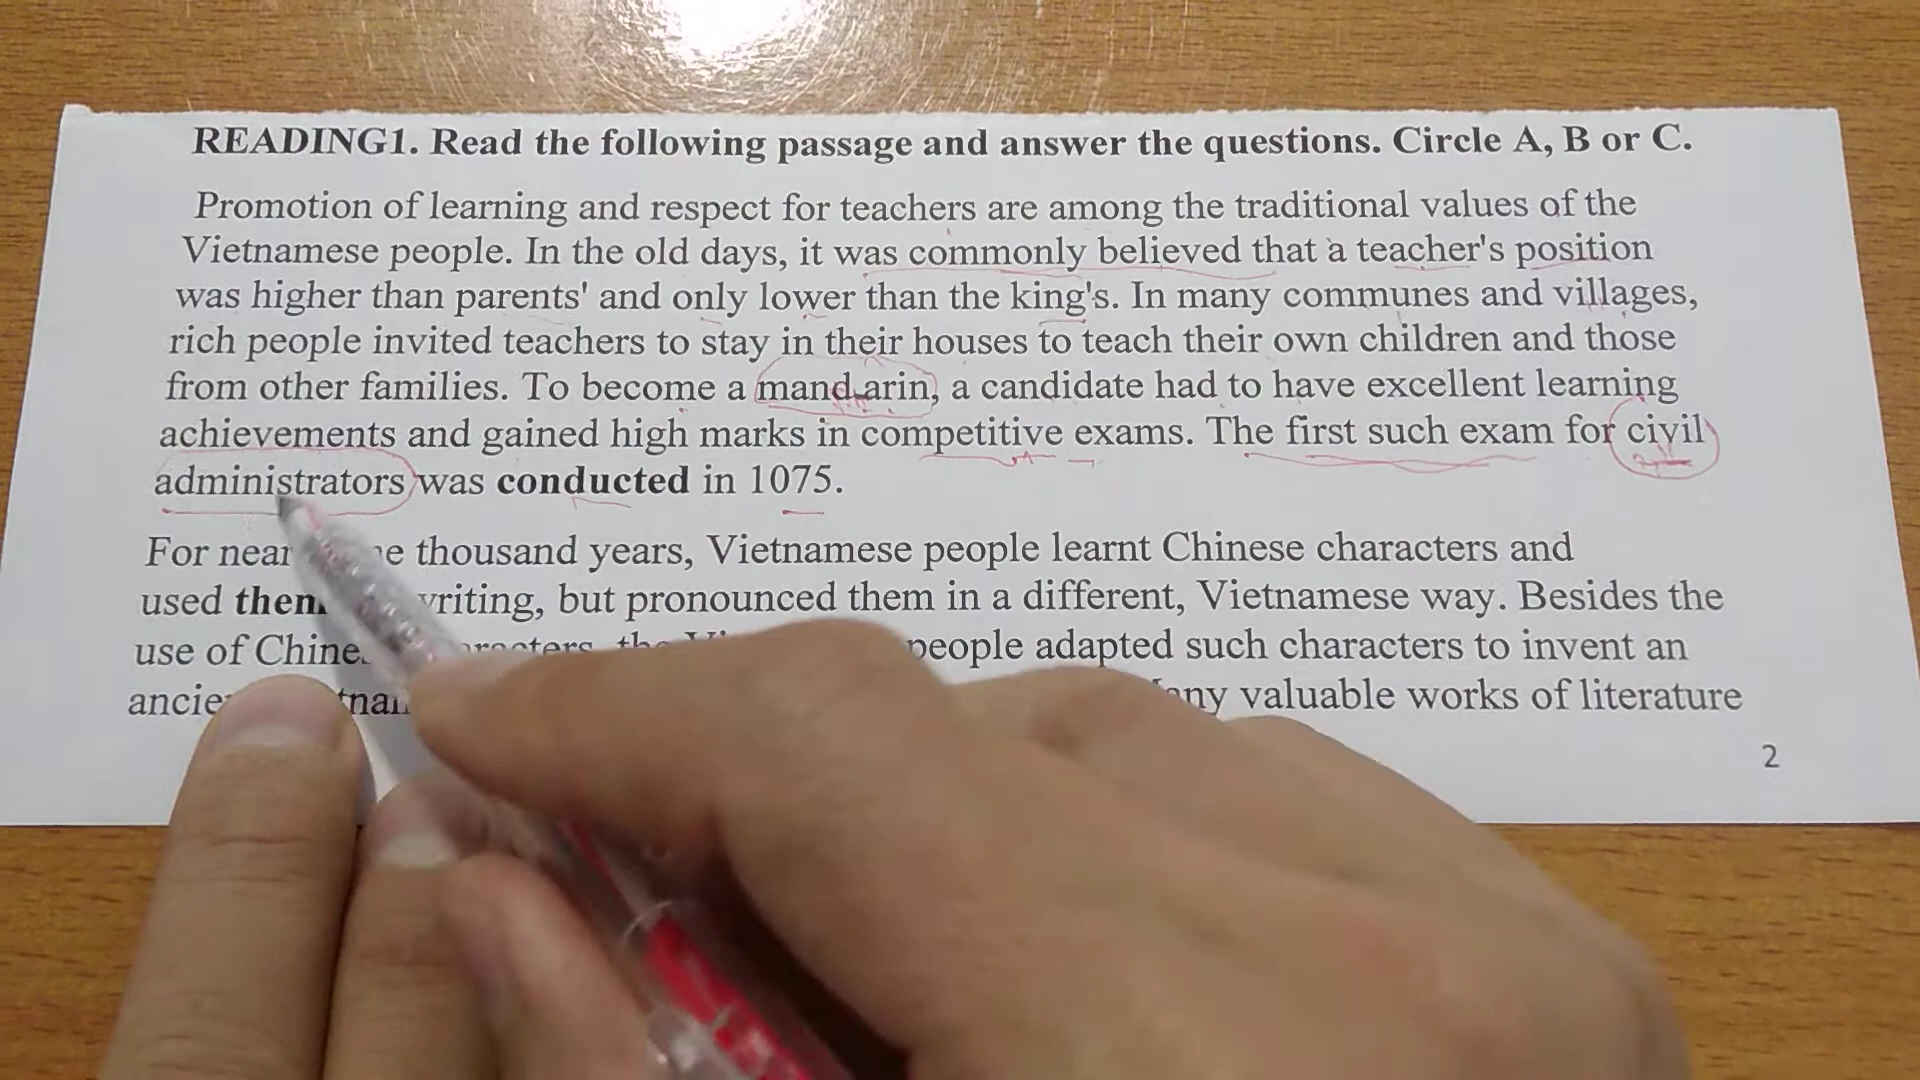 READING1. Read the following passage and answer the questions. Circle A, B or C.
Promotion of learning and respect for teachers are among the traditional values of the
Vietnamese people. In the old days, it was commonly believed that a teacher's position
was higher than parents' and only lower than the king's. In many communes and villages,
rich people invited teachers to stay in their houses to teach their own children and those
from other families. To become a mandarin, a candidate had to have excellent learning
achievements and gained high marks in competitive exams. The first such exam for civil
administrators was conducted in 1075.
For thousand years, Vietnamese people learnt Chinese characters and
used writing, but pronounced them in a different, Vietnamese way. Besides the
use of people adapted such characters to invent an
valuable works of literature
2